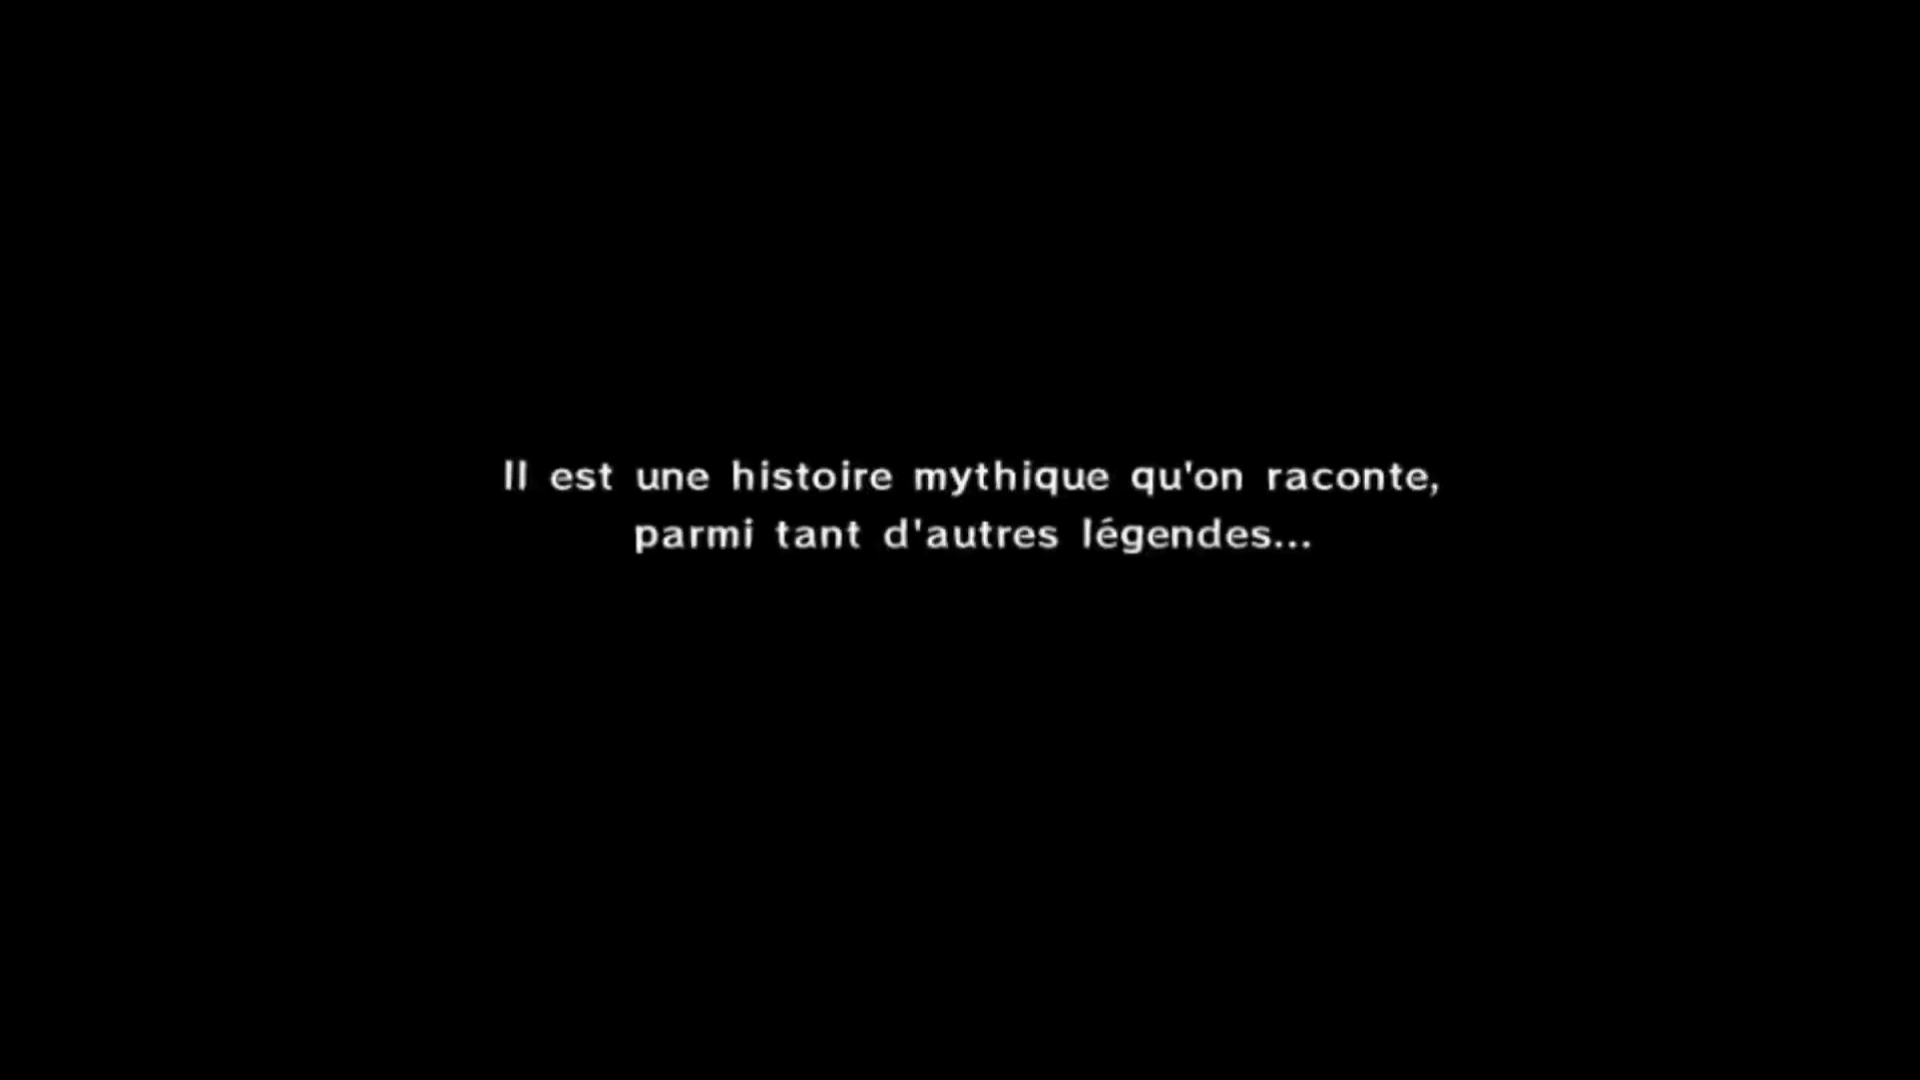 Il est une histoire mythique qu'on raconte,
parmi tant d'autres légendes...